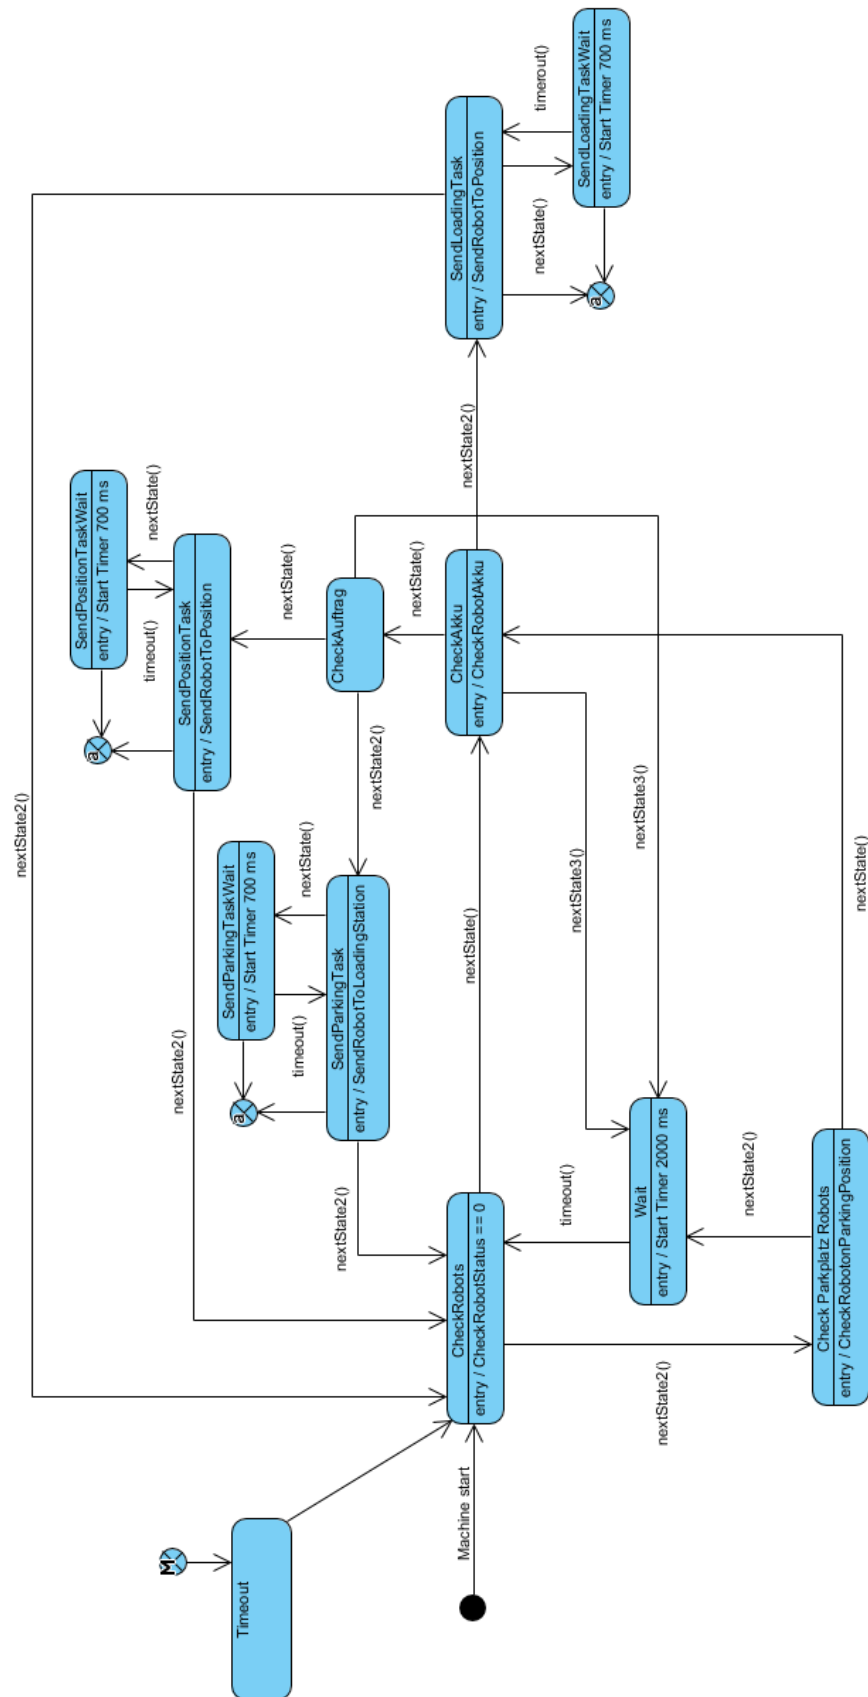 nextState2()
SendPositionTaskWait
entry / Start Timer 700 ms
a
timeout()
nextState()
M
nextState2()
SendPositionTask
entry / SendRobotToPosition
Timeout
SendParkingTaskWait
entry / Start Timer 700 ms
a
timeout()
nextState()
nextState()
CheckAuftrag
SendParkingTask
entry / SendRobotToLoadingStation
nextState2()
nextState2()
nextState()
CheckRobots
entry / CheckRobotStatus == 0
CheckAkku
entry / CheckRobotAkku
SendLoadingTask
entry / SendRobotToPosition
Machine start
nextState()
nextState2()
timerout()
nextState()
timeout()
nextState3()
SendLoadingTaskWait
entry / Start Timer 700 ms
a
Wait
entry / Start Timer 2000 ms
nextState3()
nextState2()
nextState2()
Check Parkplatz Robots
entry / CheckRobotonParkingPosition
nextState()